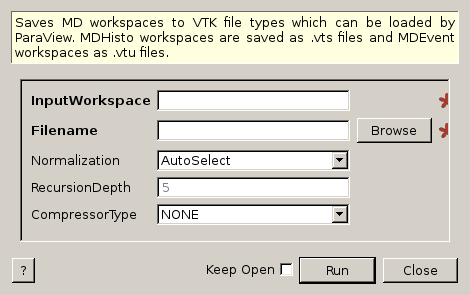 Saves MD workspaces to VTK file types which can be loaded by
ParaView. MDHisto workspaces are saved as .vts files and MDEvent
workspaces as .vtu files.
InputWorkspace
Filename Browse
Normalization AutoSelect
RecursionDepth 5
CompressorType NONE
? Keep Open Run Close